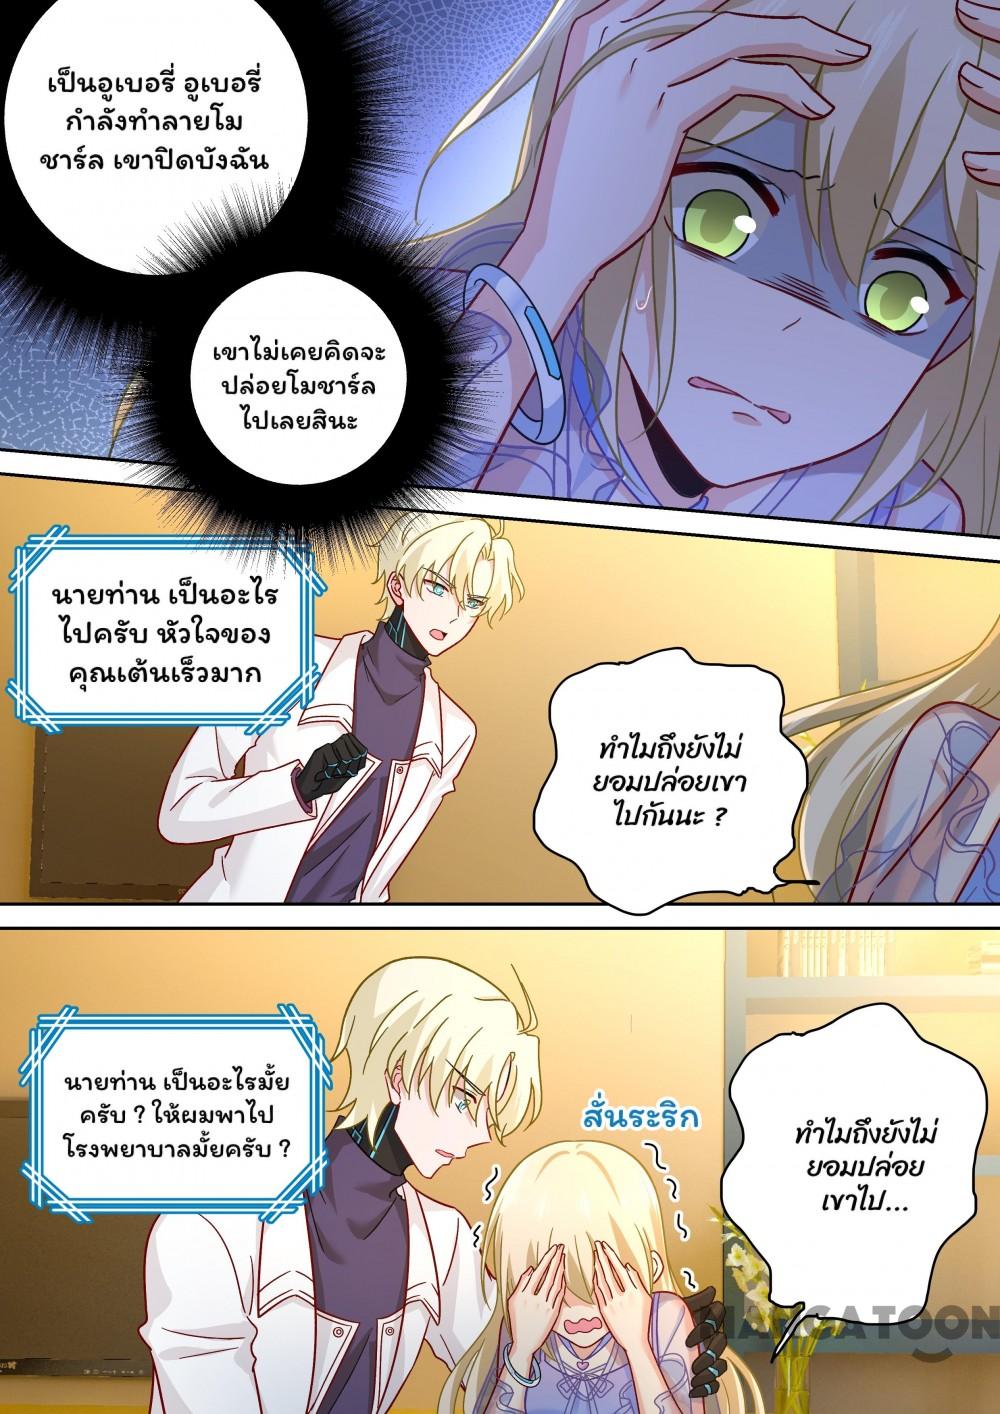 เป็นอูเบอรี่ อูเบอรี่
กำลังทำลายโม
ชาร์ล เขาปิดบังฉัน
เขาไม่เคยคิดจะ
ปล่อยโมชาร์ล
ไปเลยสินะ
นายท่าน เป็นอะไร
ไปครับ หัวใจของ
คุณเต้นเร็วมาก
ทำไมถึงยังไม่
ยอมปล่อยเขา
ไปกันนะ ?
นายท่าน เป็นอะไรมั้ย
ครับ ? ให้ผมพาไป
โรงพยาบาลมั้ยครับ ?
สั่นระริก
ทำไมถึงยังไม่
ยอมปล่อย
เขาไป...
MANGATOON